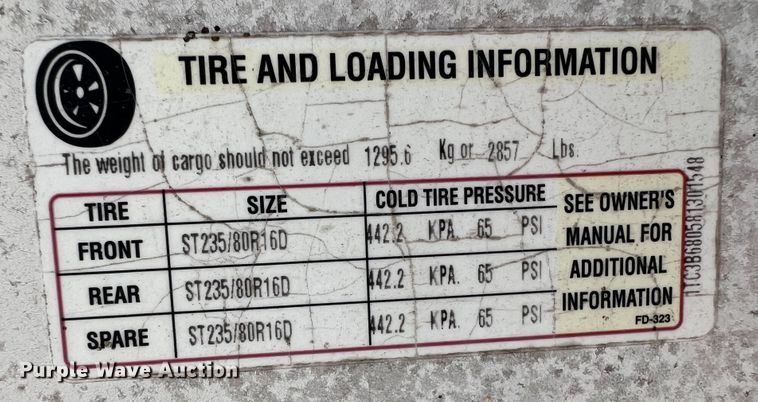 TIRE AND LOADING INFORMATION
The weight of cargo should not exceed 1295.6 Kg or 2857 Lbs.
TIRE SIZE COLD TIRE PRESSURE SEE OWNER'S MANUAL FOR ADDITIONAL INFORMATION
FRONT ST235/80R16D 442.2 KPA. 65 PSI
REAR ST235/80R16D 442.2 KPA. 65 PSI
SPARE ST235/80R16D 442.2 KPA. 65 PSI
FD-323
Purple Wave Auction